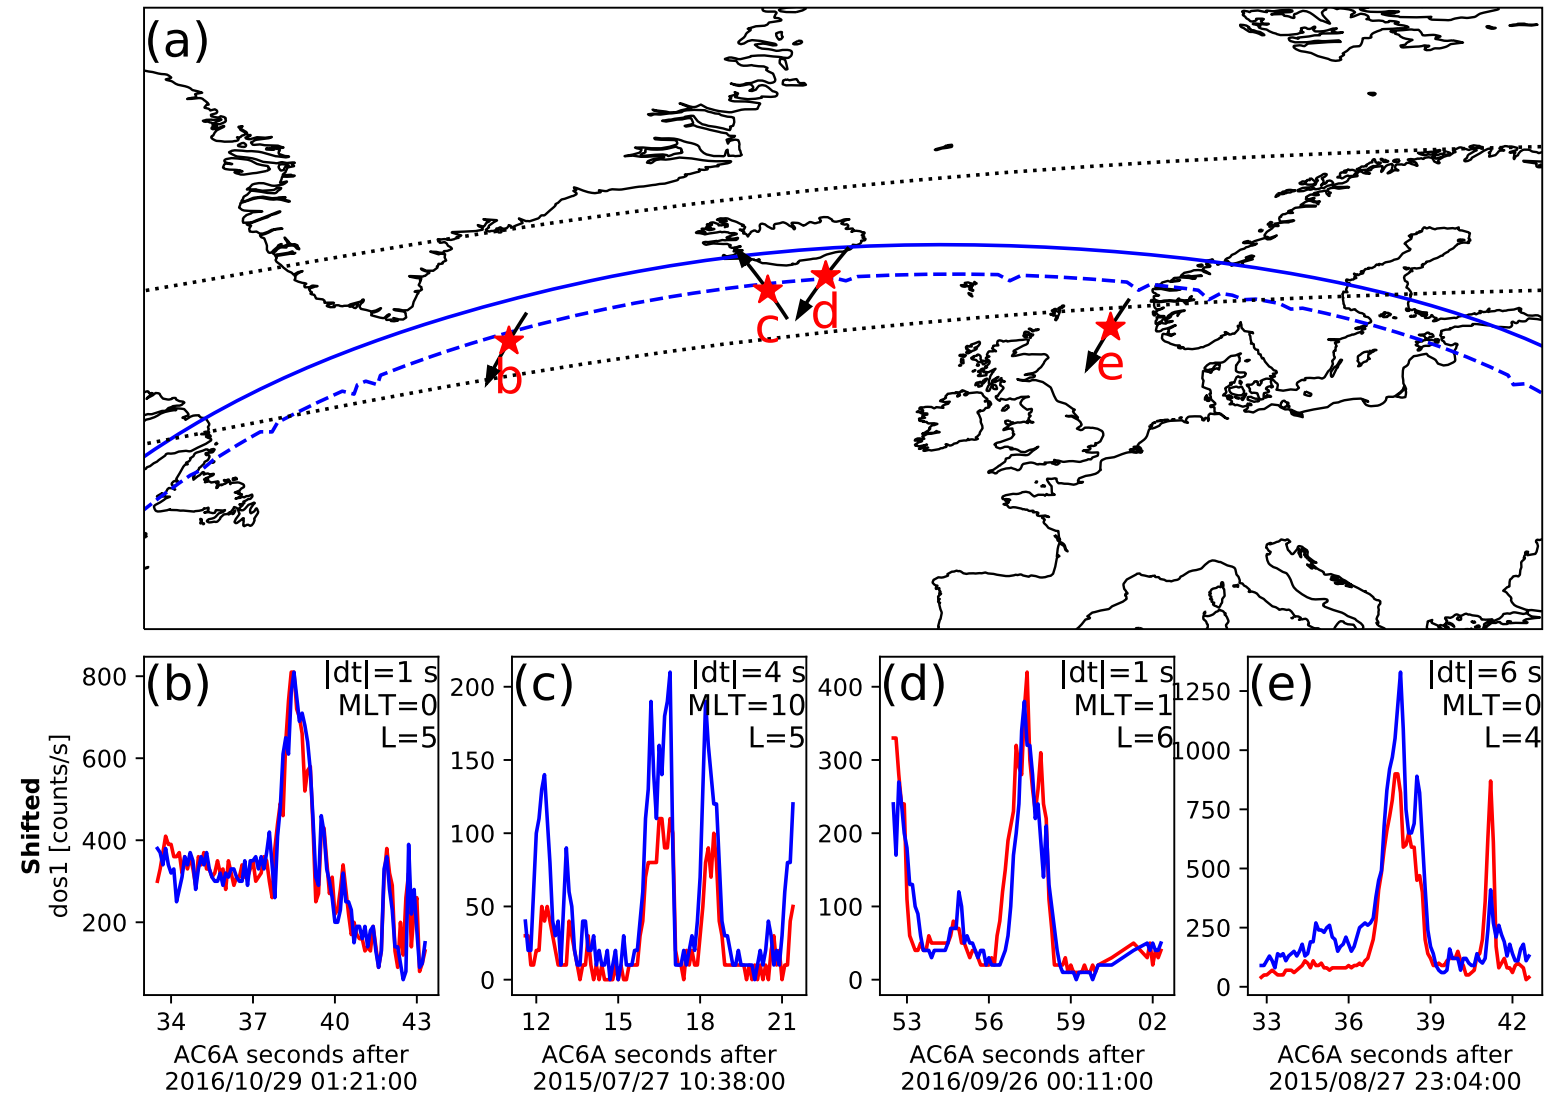 (a)
b
c
d
e
(b)
|dt|=1 s
MLT=0
L=5
(c)
|dt|=4 s
MLT=10
L=5
(d)
|dt|=1 s
MLT=1
L=6
(e)
|dt|=6 s
MLT=0
L=4
Shifted
dos1 [counts/s]
800
600
400
200
34 37 40 43
AC6A seconds after
2016/10/29 01:21:00
200
150
100
50
0
12 15 18 21
AC6A seconds after
2015/07/27 10:38:00
400
300
200
100
0
53 56 59 02
AC6A seconds after
2016/09/26 00:11:00
1250
1000
750
500
250
0
33 36 39 42
AC6A seconds after
2015/08/27 23:04:00